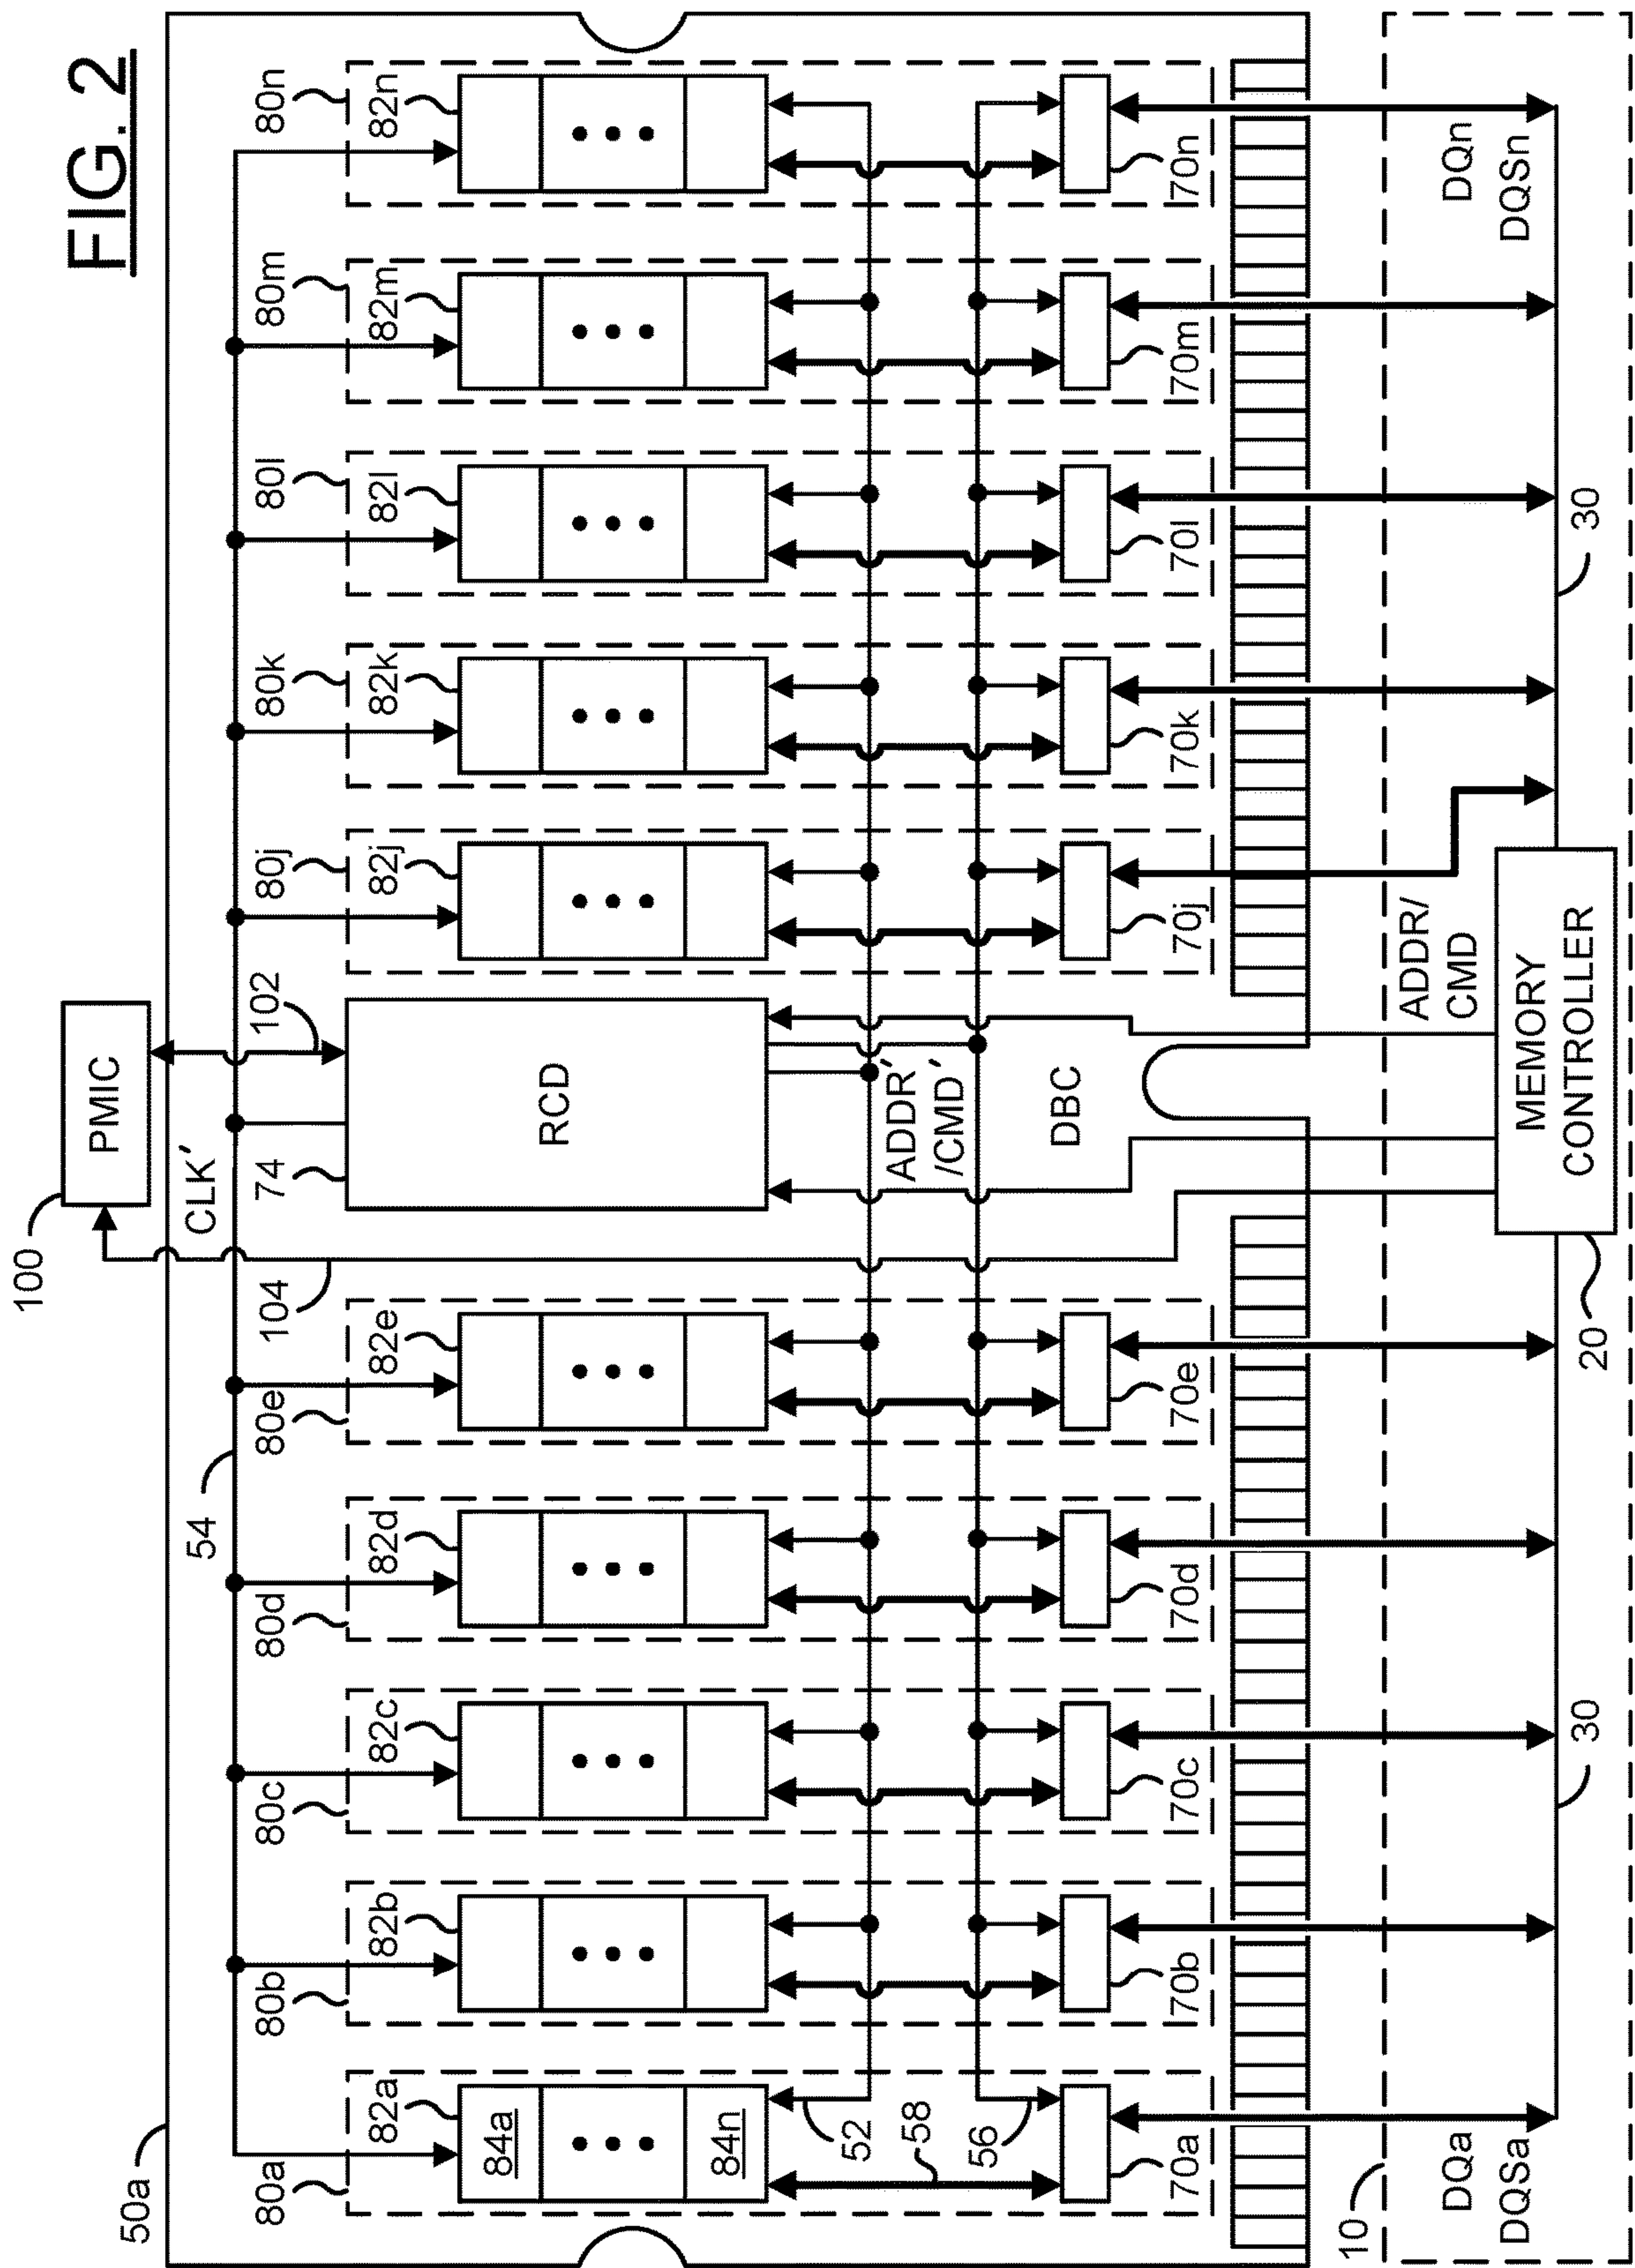 FIG. 2
100
PMIC
50a
54
CLK′
102
104
74
80a
80b
80c
80d
80e
80j
80k
80l
80m
80n
82a
82b
82c
82d
82e
82j
82k
82l
82m
82n
84a
84n
RCD
52
58
56
ADDR′
/CMD′
DBC
70a
70b
70c
70d
70e
70j
70k
70l
70m
70n
10
DQa
DQSa
ADDR/
CMD
DQn
DQSn
30
30
20
MEMORY
CONTROLLER